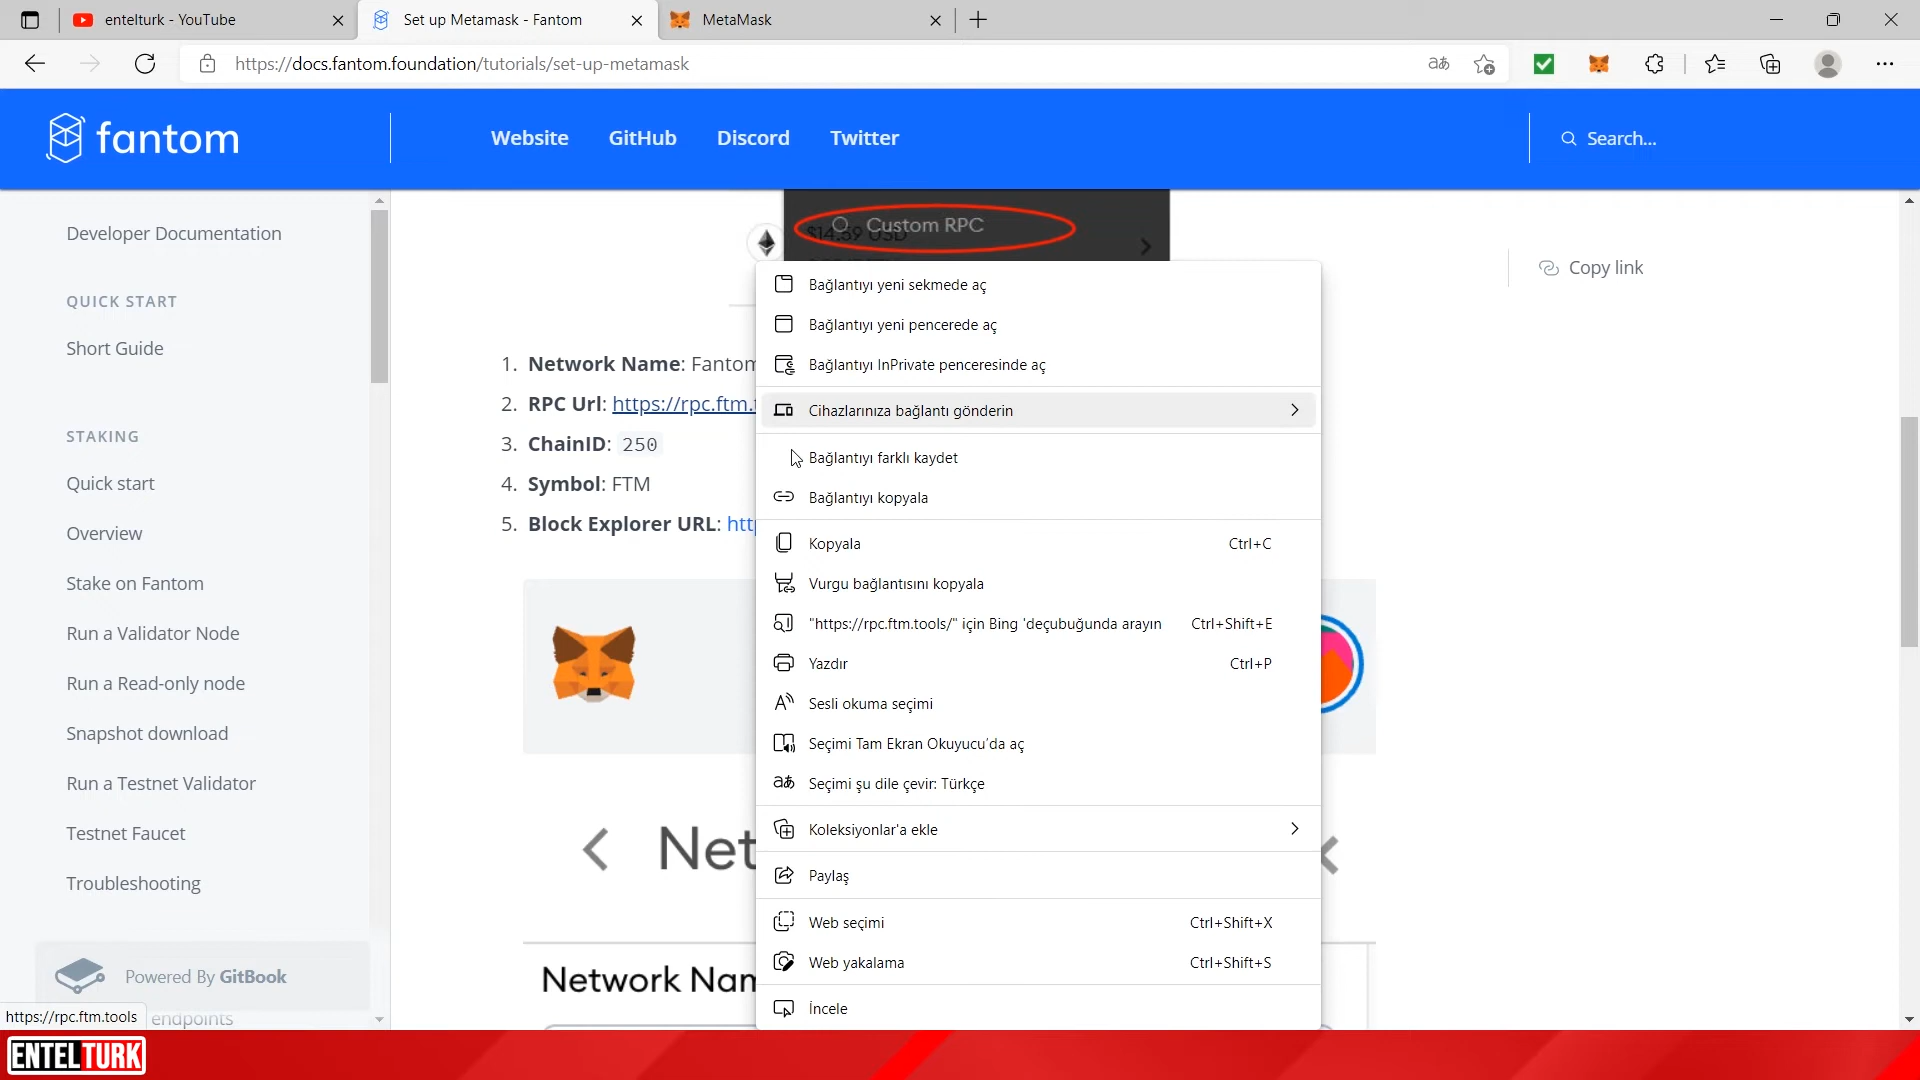 entelturk - YouTube
Set up Metamask - Fantom
MetaMask
https://docs.fantom.foundation/tutorials/set-up-metamask
aあ
fantom
Website
GitHub
Discord
Twitter
Search...
Developer Documentation
QUICK START
Short Guide
STAKING
Quick start
Overview
Stake on Fantom
Run a Validator Node
Run a Read-only node
Snapshot download
Run a Testnet Validator
Testnet Faucet
Troubleshooting
Powered By GitBook
endpoints
https://rpc.ftm.tools
Custom RPC
$14.59 USD
Copy link
1. Network Name: Fantom
2. RPC Url: https://rpc.ftm.
3. ChainID: 250
4. Symbol: FTM
5. Block Explorer URL: htt
Net
Network Nam
Bağlantıyı yeni sekmede aç
Bağlantıyı yeni pencerede aç
Bağlantıyı InPrivate penceresinde aç
Cihazlarınıza bağlantı gönderin
Bağlantıyı farklı kaydet
Bağlantıyı kopyala
Kopyala Ctrl+C
Vurgu bağlantısını kopyala
"https://rpc.ftm.tools/" için Bing 'deçubuğunda arayın Ctrl+Shift+E
Yazdır Ctrl+P
Sesli okuma seçimi
Seçimi Tam Ekran Okuyucu'da aç
aあ Seçimi şu dile çevir: Türkçe
Koleksiyonlar'a ekle
Paylaş
Web seçimi Ctrl+Shift+X
Web yakalama Ctrl+Shift+S
İncele
ENTELTURK